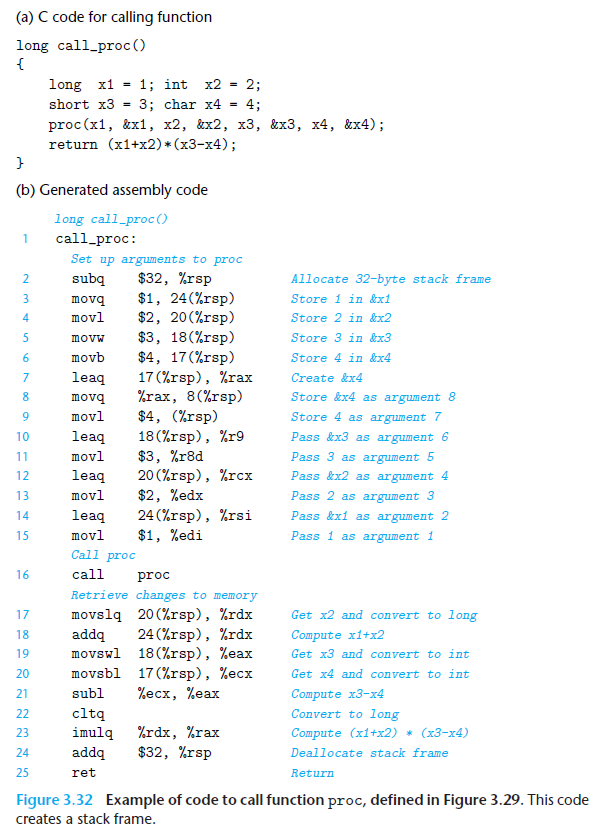 (a) C code for calling function
long call_proc()
{
    long  x1 = 1; int  x2 = 2;
    short x3 = 3; char x4 = 4;
    proc(x1, &x1, x2, &x2, x3, &x3, x4, &x4);
    return (x1+x2)*(x3-x4);
}
(b) Generated assembly code
long call_proc()
1 call_proc:
Set up arguments to proc
2 subq $32, %rsp Allocate 32-byte stack frame
3 movq $1, 24(%rsp) Store 1 in &x1
4 movl $2, 20(%rsp) Store 2 in &x2
5 movw $3, 18(%rsp) Store 3 in &x3
6 movb $4, 17(%rsp) Store 4 in &x4
7 leaq 17(%rsp), %rax Create &x4
8 movq %rax, 8(%rsp) Store &x4 as argument 8
9 movl $4, (%rsp) Store 4 as argument 7
10 leaq 18(%rsp), %r9 Pass &x3 as argument 6
11 movl $3, %r8d Pass 3 as argument 5
12 leaq 20(%rsp), %rcx Pass &x2 as argument 4
13 movl $2, %edx Pass 2 as argument 3
14 leaq 24(%rsp), %rsi Pass &x1 as argument 2
15 movl $1, %edi Pass 1 as argument 1
Call proc
16 call proc
Retrieve changes to memory
17 movslq 20(%rsp), %rdx Get x2 and convert to long
18 addq 24(%rsp), %rdx Compute x1+x2
19 movswl 18(%rsp), %eax Get x3 and convert to int
20 movsbl 17(%rsp), %ecx Get x4 and convert to int
21 subl %ecx, %eax Compute x3-x4
22 cltq Convert to long
23 imulq %rdx, %rax Compute (x1+x2) * (x3-x4)
24 addq $32, %rsp Deallocate stack frame
25 ret Return
Figure 3.32 Example of code to call function proc, defined in Figure 3.29. This code
creates a stack frame.